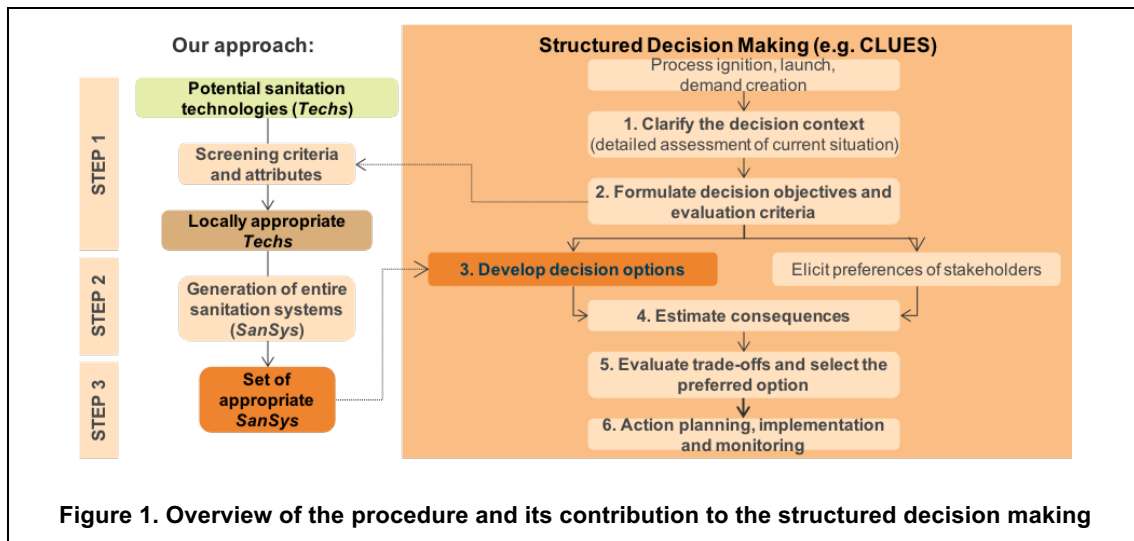 Our approach:
Potential sanitation
technologies (Techs)
Screening criteria
and attributes
Locally appropriate
Techs
Generation of entire
sanitation systems
(SanSys)
Set of
appropriate
SanSys
STEP 1
STEP 2
STEP 3
Structured Decision Making (e.g. CLUES)
Process ignition, launch,
demand creation
1. Clarify the decision context
(detailed assessment of current situation)
2. Formulate decision objectives and
evaluation criteria
3. Develop decision options
Elicit preferences of stakeholders
4. Estimate consequences
5. Evaluate trade-offs and select the
preferred option
6. Action planning, implementation
and monitoring
Figure 1. Overview of the procedure and its contribution to the structured decision making